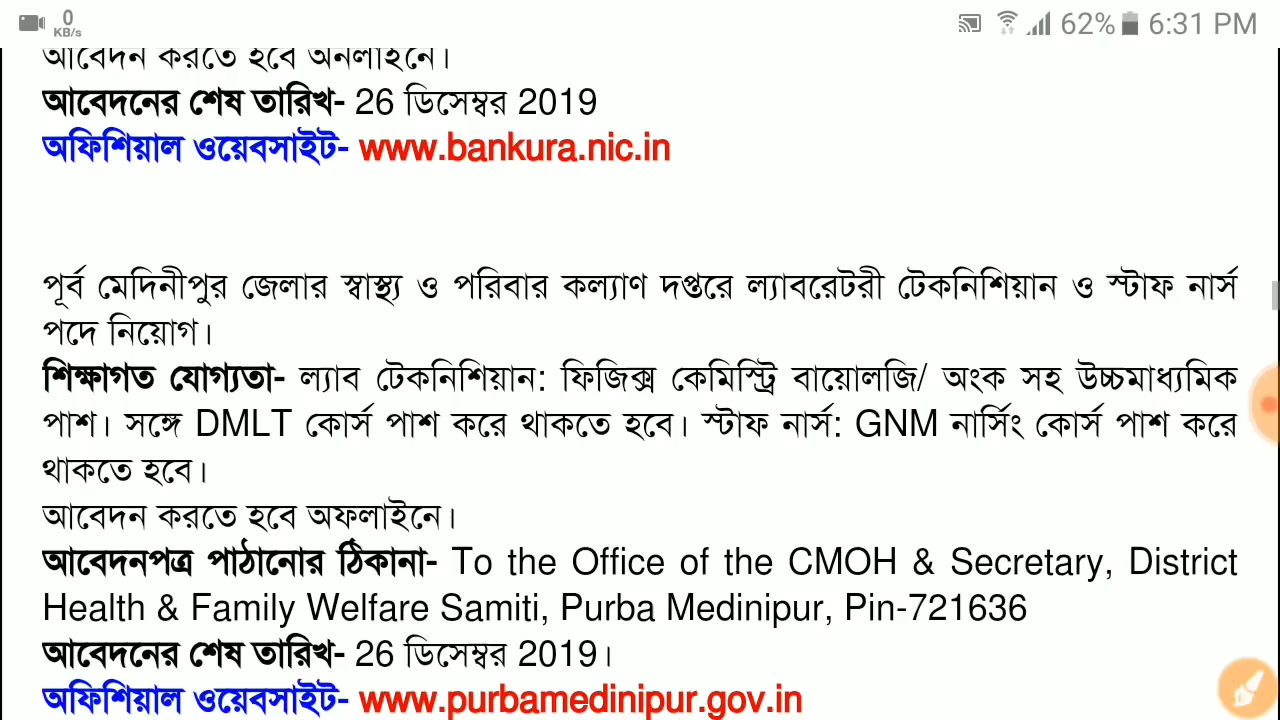 0
KB/s
62% 6:31 PM
আবেদন করতে হবে অনলাইনে।
আবেদনের শেষ তারিখ- 26 ডিসেম্বর 2019
অফিশিয়াল ওয়েবসাইট- www.bankura.nic.in
পূর্ব মেদিনীপুর জেলার স্বাস্থ্য ও পরিবার কল্যাণ দপ্তরে ল্যাবরেটরী টেকনিশিয়ান ও স্টাফ নার্স
পদে নিয়োগ।
শিক্ষাগত যোগ্যতা- ল্যাব টেকনিশিয়ান: ফিজিক্স কেমিস্ট্রি বায়োলজি/ অংক সহ উচ্চমাধ্যমিক
পাশ। সঙ্গে DMLT কোর্স পাশ করে থাকতে হবে। স্টাফ নার্স: GNM নার্সিং কোর্স পাশ করে
থাকতে হবে।
আবেদন করতে হবে অফলাইনে।
আবেদনপত্র পাঠানোর ঠিকানা- To the Office of the CMOH & Secretary, District
Health & Family Welfare Samiti, Purba Medinipur, Pin-721636
আবেদনের শেষ তারিখ- 26 ডিসেম্বর 2019।
অফিশিয়াল ওয়েবসাইট- www.purbamedinipur.gov.in